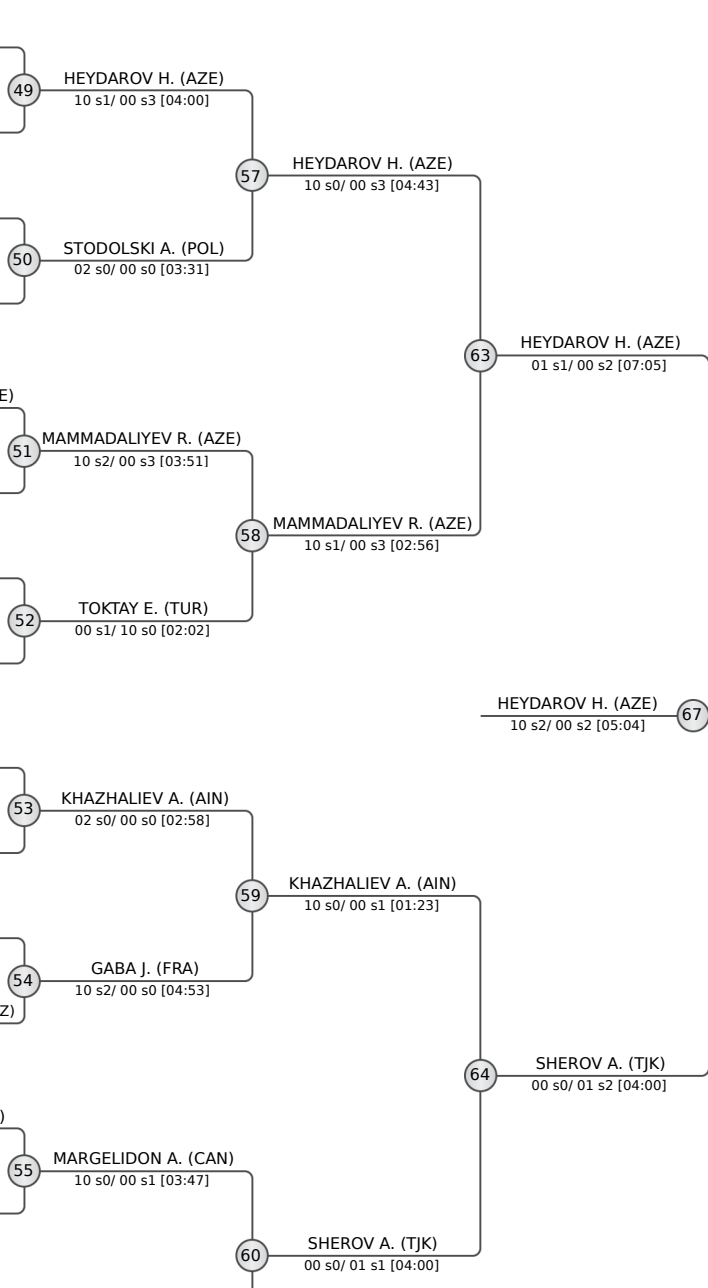 HEYDAROV H. (AZE)
49
10 s1/ 00 s3 [04:00]
HEYDAROV H. (AZE)
57
10 s0/ 00 s3 [04:43]
STODOLSKI A. (POL)
50
02 s0/ 00 s0 [03:31]
HEYDAROV H. (AZE)
63
01 s1/ 00 s2 [07:05]
E)
MAMMADALIYEV R. (AZE)
51
10 s2/ 00 s3 [03:51]
MAMMADALIYEV R. (AZE)
58
10 s1/ 00 s3 [02:56]
TOKTAY E. (TUR)
52
00 s1/ 10 s0 [02:02]
HEYDAROV H. (AZE)
67
10 s2/ 00 s2 [05:04]
KHAZHALIEV A. (AIN)
53
02 s0/ 00 s0 [02:58]
KHAZHALIEV A. (AIN)
59
10 s0/ 00 s1 [01:23]
GABA J. (FRA)
54
10 s2/ 00 s0 [04:53]
Z)
SHEROV A. (TJK)
64
00 s0/ 01 s2 [04:00]
)
MARGELIDON A. (CAN)
55
10 s0/ 00 s1 [03:47]
SHEROV A. (TJK)
60
00 s0/ 01 s1 [04:00]